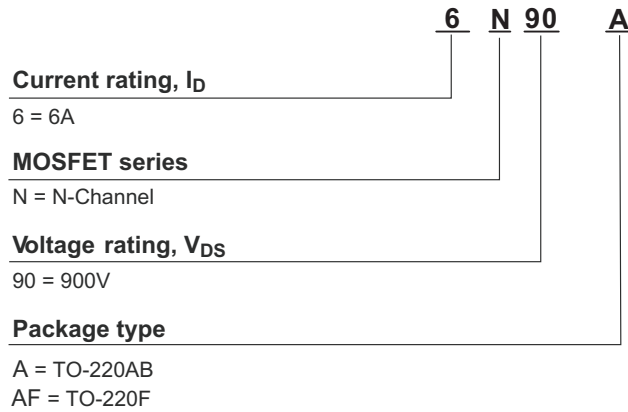 6 N 90 A
Current rating, ID
6 = 6A
MOSFET series
N = N-Channel
Voltage rating, VDS
90 = 900V
Package type
A = TO-220AB
AF = TO-220F